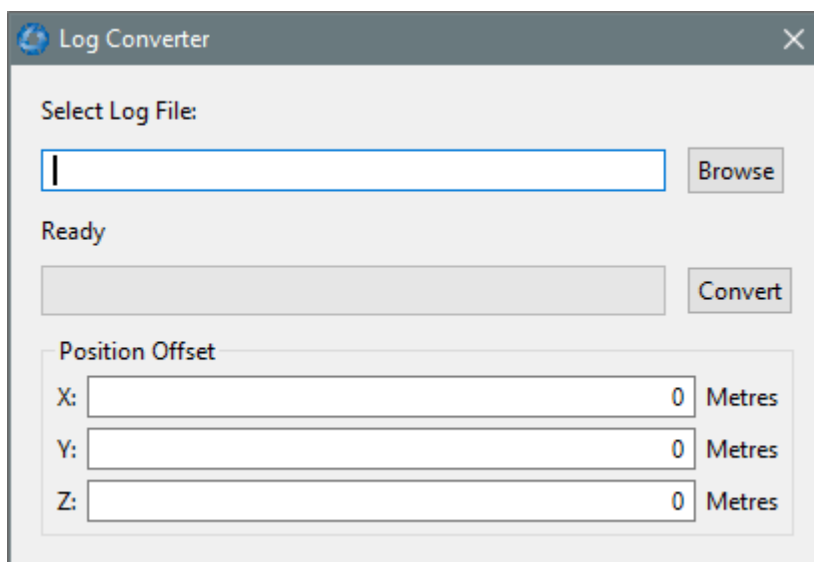 Log Converter
Select Log File:
Browse
Ready
Convert
Position Offset
X: 0 Metres
Y: 0 Metres
Z: 0 Metres